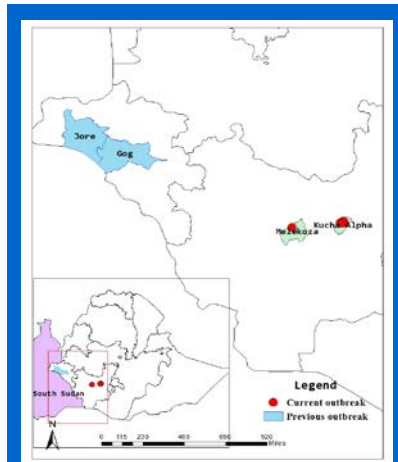 Jore
Gog
Kucha Alpha
Melekoza
South Sudan
Legend
Current outbreak
Previous outbreak
N
0 115 230 460 690 920
Miles